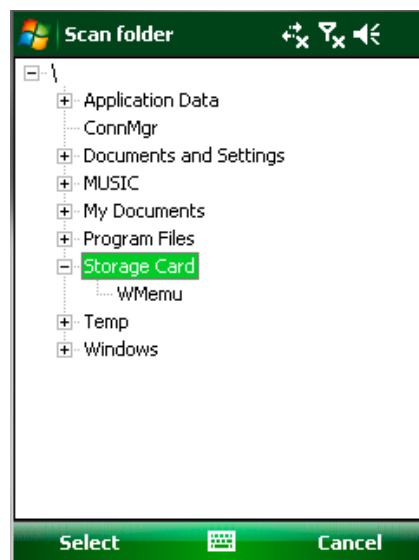 Scan folder
\
Application Data
ConnMgr
Documents and Settings
MUSIC
My Documents
Program Files
Storage Card
WMemu
Temp
Windows
Select
Cancel